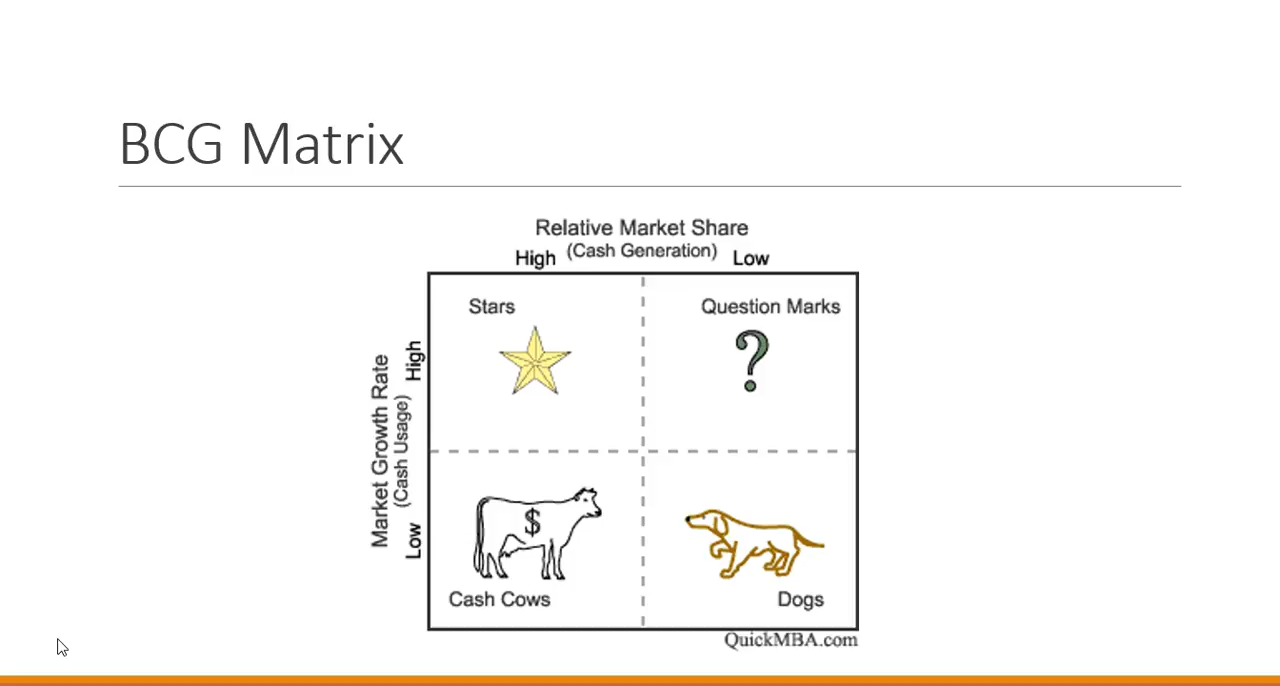 BCG Matrix
Relative Market Share
(Cash Generation)
High
Low
Market Growth Rate
(Cash Usage)
High
Low
Stars
Question Marks
?
$
Cash Cows
Dogs
QuickMBA.com